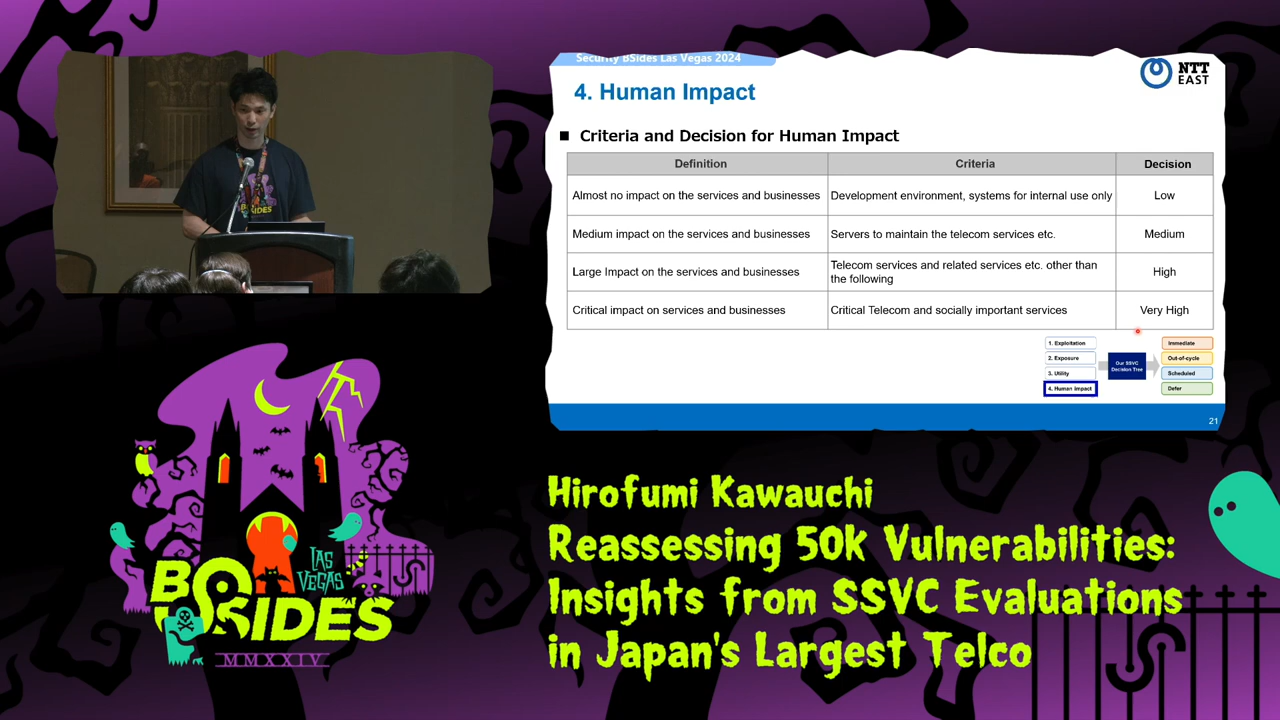 Security BSides Las Vegas 2024
NTT
EAST
4. Human Impact
■ Criteria and Decision for Human Impact
Definition Criteria Decision
Almost no impact on the services and businesses Development environment, systems for internal use only Low
Medium impact on the services and businesses Servers to maintain the telecom services etc. Medium
Large Impact on the services and businesses Telecom services and related services etc. other than
the following High
Critical impact on services and businesses Critical Telecom and socially important services Very High
1. Exploitation
2. Exposure
3. Utility
4. Human Impact
Our SSVC
Decision Tree
Immediate
Out-of-cycle
Scheduled
Defer
21
BSIDES
LAS
VEGAS
BSIDES
MMXXIV
Hirofumi Kawauchi
Reassessing 50k Vulnerabilities:
Insights from SSVC Evaluations
in Japan's Largest Telco